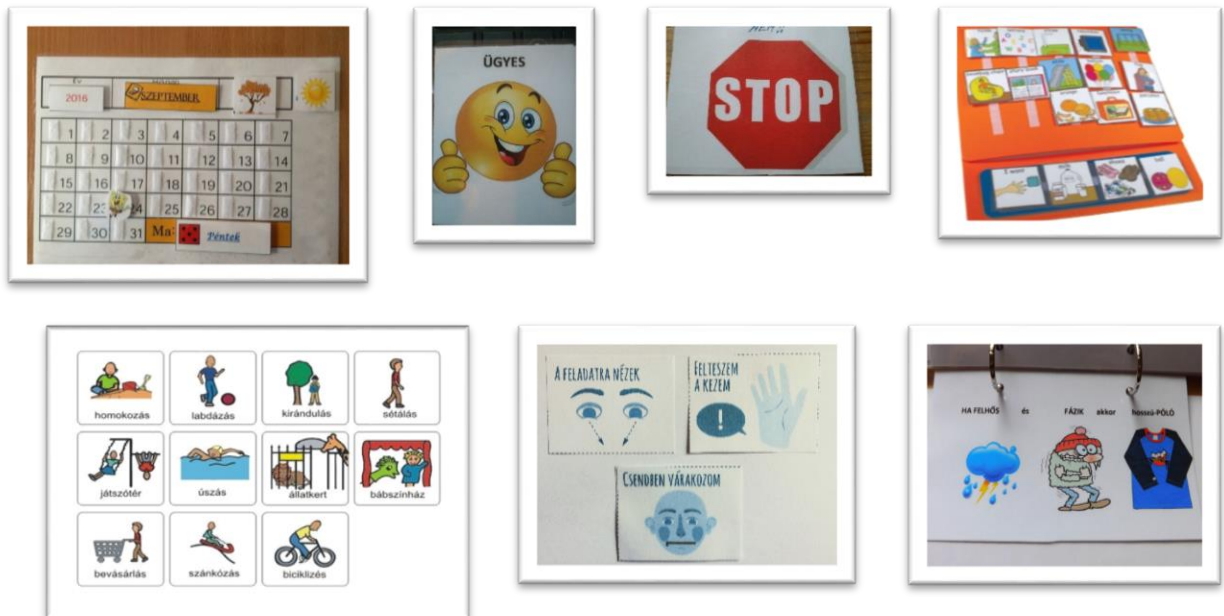 Év
2016
SZEPTEMBER
1 2 3 4 5 6 7
8 9 10 11 12 13 14
15 16 17 18 19 20 21
22 23 24 25 26 27 28
29 30 31 Ma: Péntek
ÜGYES
STOP
I want
homokozás labdázás kirándulás sétálás
játszótér úszás állatkert bábszínház
bevásárlás szánkózás biciklizés
A FELADATRA NÉZEK
FELTESZEM
A KEZEM
!
CSENDBEN VÁRAKOZOM
HA FELHŐS és FÁZIK akkor hosszú-PÓLÓ